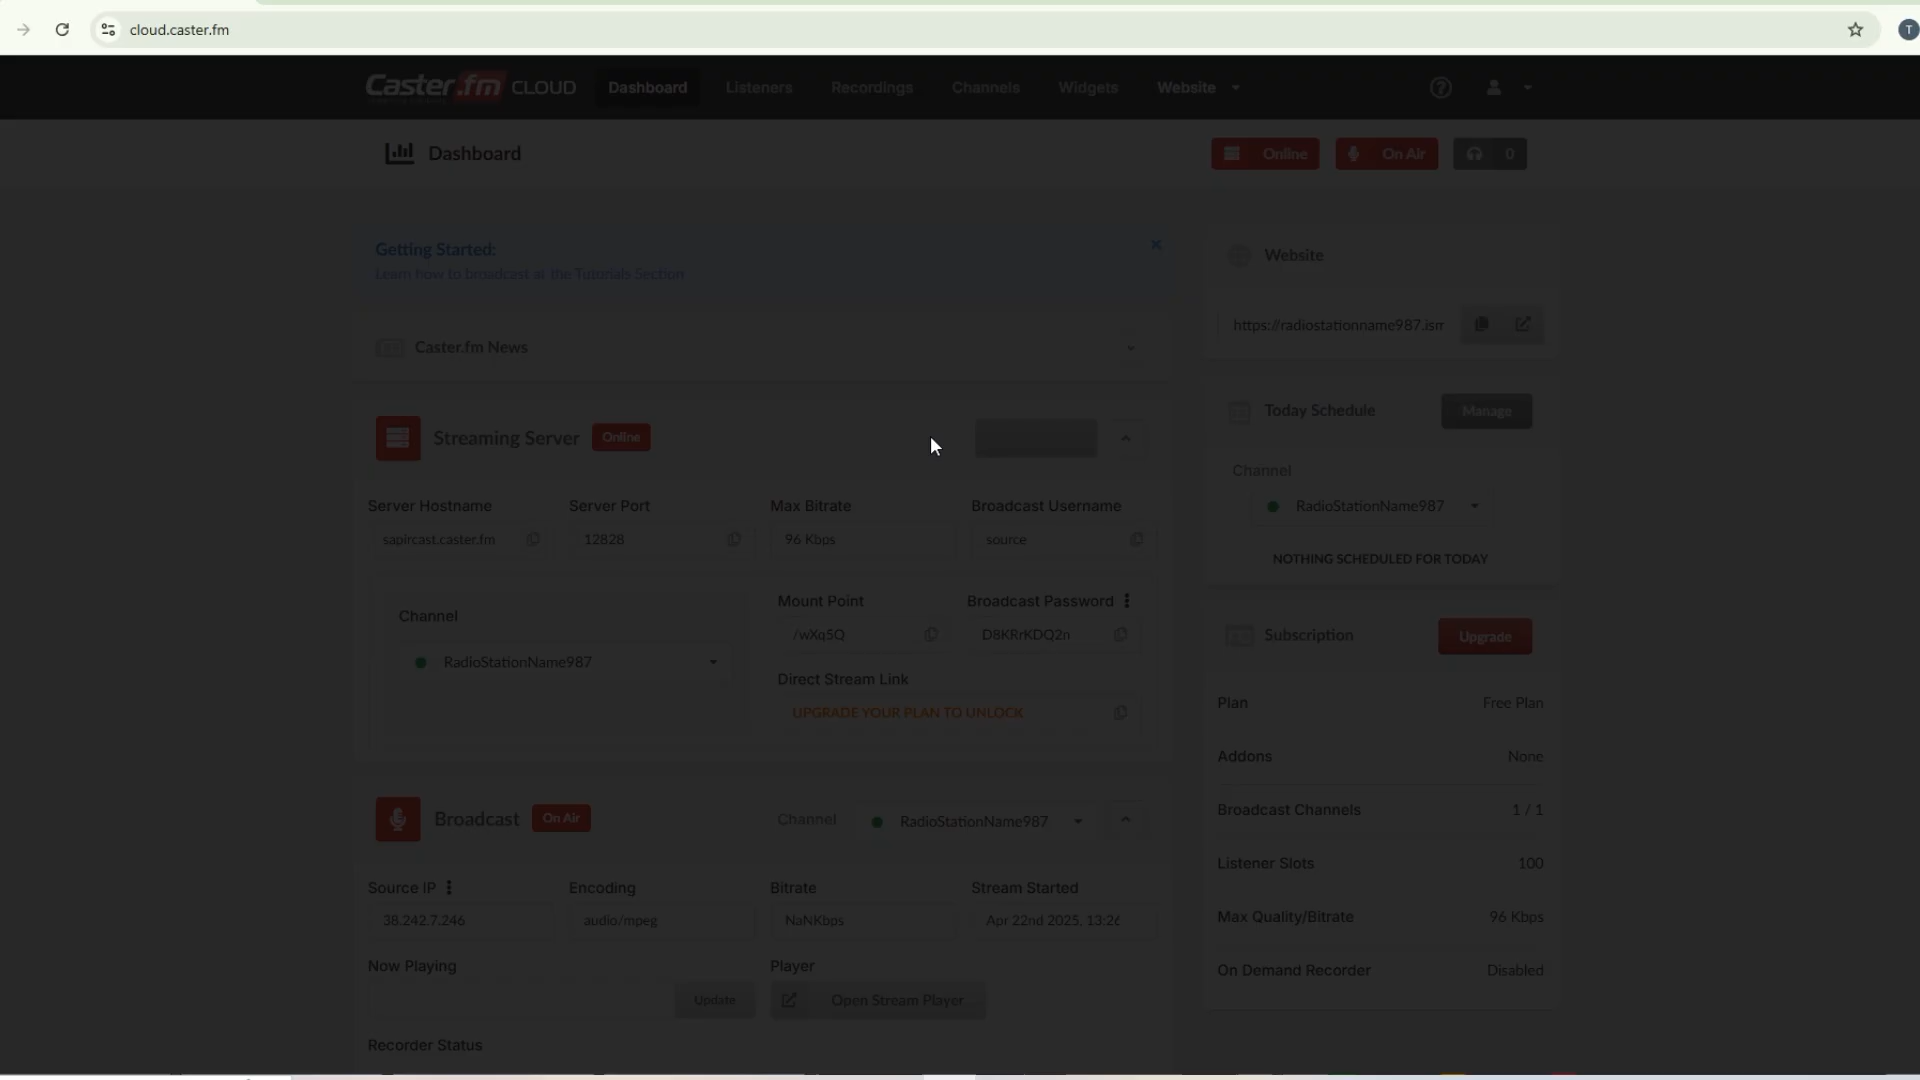 cloud.caster.fm
T
Caster.fm CLOUD
Dashboard
Listeners
Recordings
Channels
Widgets
Website
Dashboard
Online
On Air
0
Getting Started:
Learn how to broadcast at the Tuturials Section
Caster.fm News
Website
https://radiostationname987.ism
Today Schedule
Manage
Channel
RadioStationName987
NOTHING SCHEDULED FOR TODAY
Streaming Server
Online
Server Hostname
Server Port
Max Bitrate
Broadcast Username
sapircast.caster.fm
12828
96 Kbps
source
Channel
RadioStationName987
Mount Point
Broadcast Password
/wXq5Q
D8KRrKDQ2n
Direct Stream Link
UPGRADE YOUR PLAN TO UNLOCK
Subscription
Upgrade
Plan
Free Plan
Addons
None
Broadcast Channels
1 / 1
Listener Slots
100
Max Quality/Bitrate
96 Kbps
On Demand Recorder
Disabled
Broadcast
On Air
Channel
RadioStationName987
Source IP
Encoding
Bitrate
Stream Started
38.242.7.246
audio/mpeg
NaNKbps
Apr 22nd 2025, 13:26
Now Playing
Player
Update
Open Stream Player
Recorder Status